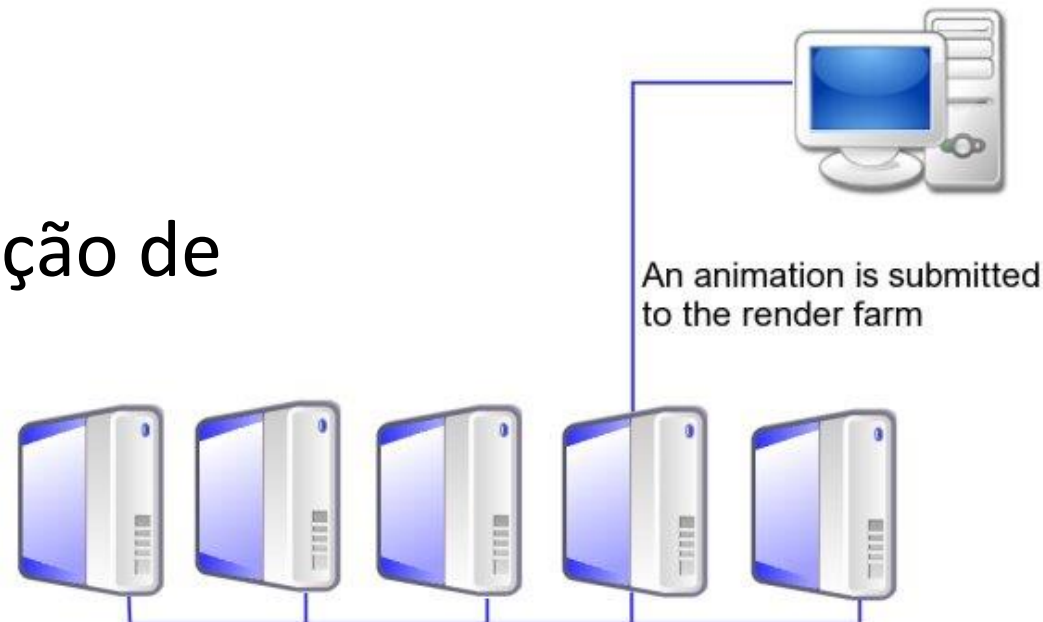 ção de
An animation is submitted
to the render farm